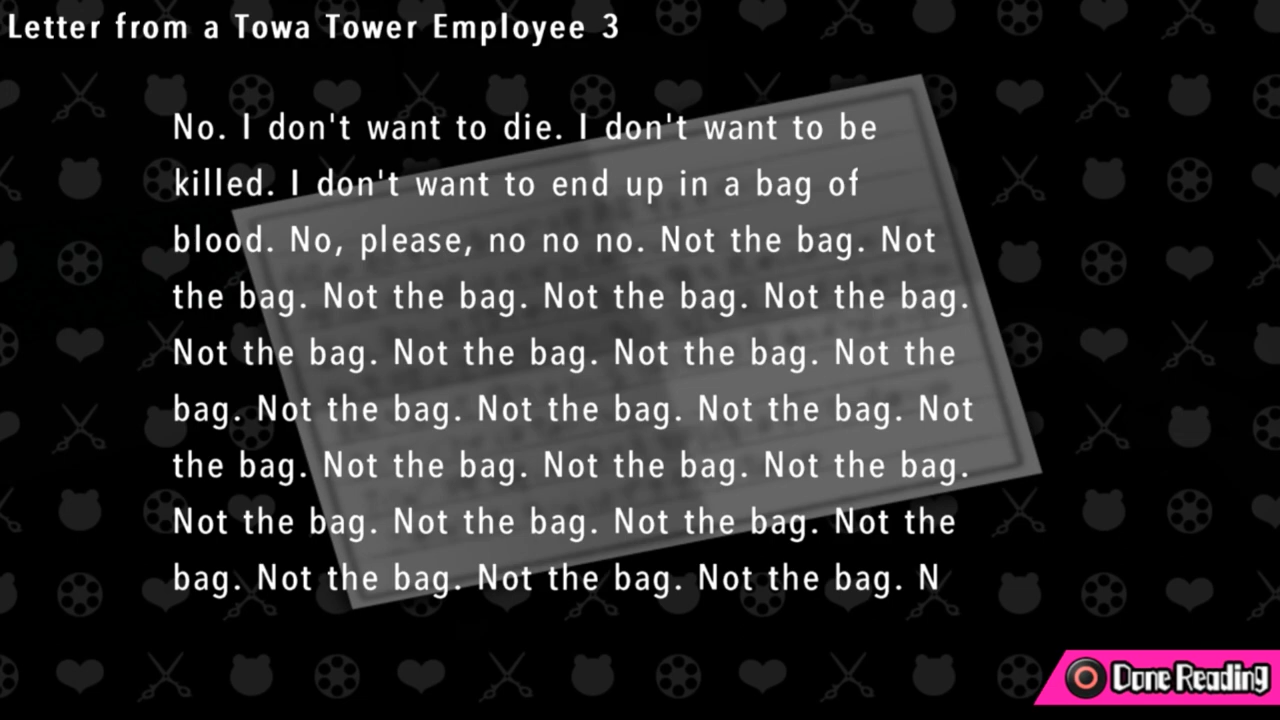 Letter from a Towa Tower Employee 3
No. I don't want to die. I don't want to be
killed. I don't want to end up in a bag of
blood. No, please, no no no. Not the bag. Not
the bag. Not the bag. Not the bag. Not the bag.
Not the bag. Not the bag. Not the bag. Not the
bag. Not the bag. Not the bag. Not the bag. Not
the bag. Not the bag. Not the bag. Not the bag.
Not the bag. Not the bag. Not the bag. Not the
bag. Not the bag. Not the bag. Not the bag. N
Done Reading